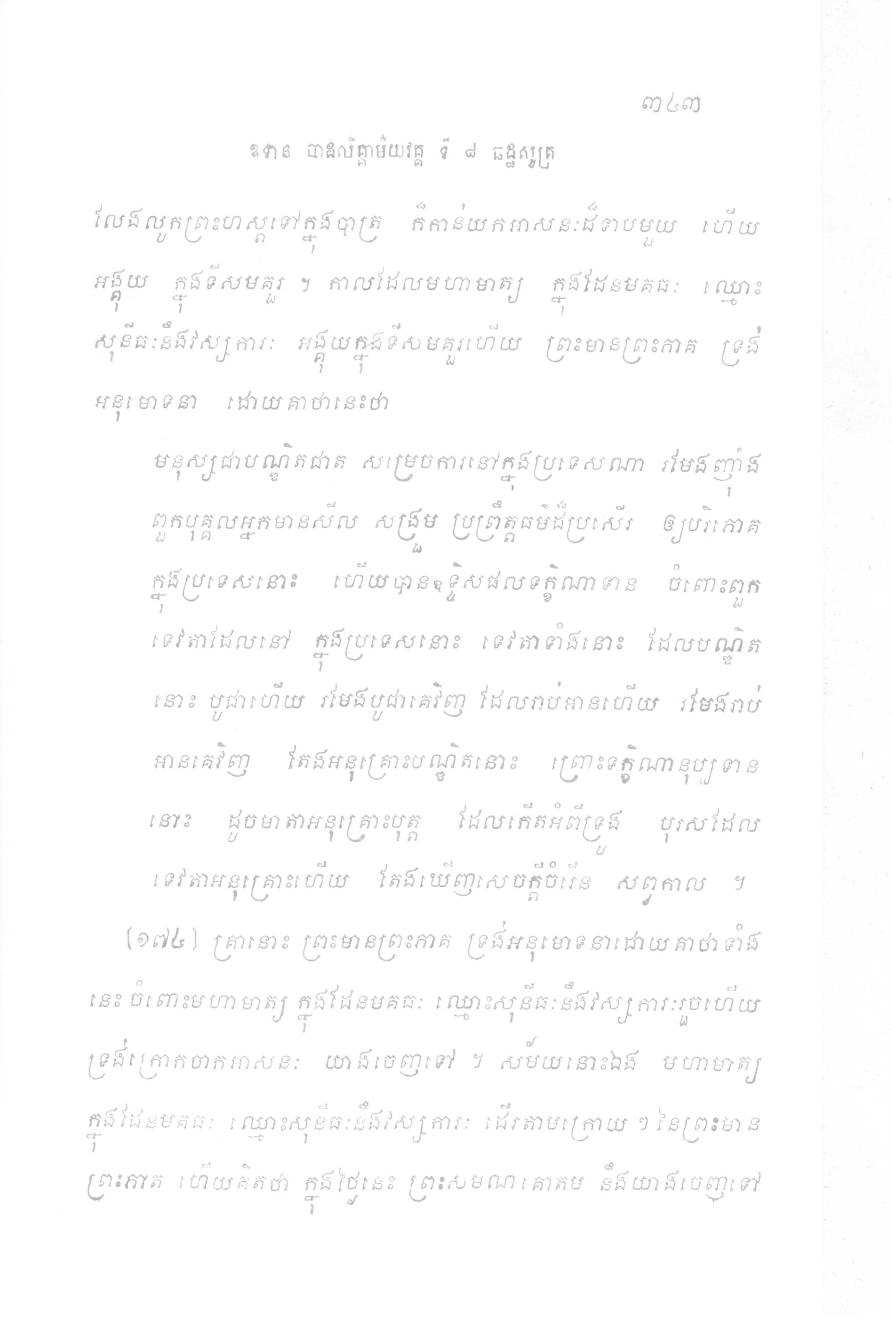 ៣៤៣
ឧទាន បាដលិគ្គាមិយវគ្គ ទី ៨ ធដ្ឋសូត្រ
លែងលូកព្រះហស្តទៅក្នុងបាត្រ ក៏កាន់យកអាសនៈដ៏ទាបមួយ ហើយ
អង្គុយ ក្នុងទីសមគួរ ។ កាលដែលមហាមាត្យ ក្នុងដែនមគធៈ ឈ្មោះ
សុនីធៈនឹងវស្សការៈ អង្គុយក្នុងទីសមគួរហើយ ព្រះមានព្រះភាគ ទ្រង់
អនុមោទនា ដោយគាថានេះថា
មនុស្សជាបណ្ឌិតជាត សម្រេចការនៅក្នុងប្រទេសណា រមែងញុំាង
ពួកបុគ្គលអ្នកមានសីល សង្រួម ប្រព្រឹត្តធម៌ដ៏ប្រសើរ ឲ្យបរិភោគ
ក្នុងប្រទេសនោះ ហើយបានឧទ្ទិសផលទក្ខិណាទាន ចំពោះពួក
ទេវតាដែលនៅ ក្នុងប្រទេសនោះ ទេវតាទាំងនោះ ដែលបណ្ឌិត
នោះ បូជាហើយ រមែងបូជាគេវិញ ដែលរាប់អានហើយ រមែងរាប់
អានគេវិញ តែងអនុគ្រោះបណ្ឌិតនោះ ព្រោះទក្ខិណានុប្បទាន
នោះ ដូចមាតាអនុគ្រោះបុត្ត ដែលកើតអំពីទ្រូង បុរសដែល
ទេវតាអនុគ្រោះហើយ តែងឃើញសេចក្តីចំរើន សព្វកាល ។
(១៧៤) គ្រានោះ ព្រះមានព្រះភាគ ទ្រង់អនុមោទនាដោយគាថាទាំង
នេះ ចំពោះមហាមាត្យ ក្នុងដែនមគធៈ ឈ្មោះសុនីធៈនឹងវស្សការៈរួចហើយ
ទ្រង់ក្រោកចាកអាសនៈ យាងចេញទៅ ។ សម័យនោះឯង មហាមាត្យ
ក្នុងដែនមគធៈ ឈ្មោះសុនីធៈនឹងវស្សការៈ ដើរតាមក្រោយ ៗ នៃព្រះមាន
ព្រះភាគ ហើយគិតថា ក្នុងថ្ងៃនេះ ព្រះសមណគោតម នឹងយាងចេញទៅ